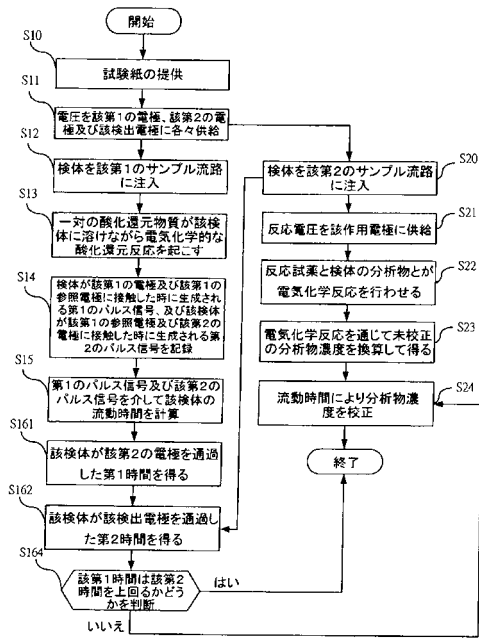 開始
S10
試験紙の提供
S11
電圧を該第1の電極、該第2の電
極及び該検出電極に各々供給
S12
検体を該第1のサンプル流路
に注入
S13
一対の酸化還元物質が該検
体に溶けながら電気化学的な
酸化還元反応を起こす
S14
検体が該第1の電極及び該第1の
参照電極に接触した時に生成され
る第1のパルス信号、及び該検体
が該第1の参照電極及び該第2の
電極に接触した時に生成される第
2のパルス信号を記録
S15
第1のパルス信号及び該第2の
パルス信号を介して該検体の
流動時間を計算
S161
該検体が該第2の電極を通過
した第1時間を得る
S162
該検体が該検出電極を通過し
た第2時間を得る
S164
該第1時間は該第2
時間を上回るかどう
かを判断
はい
いいえ
S20
検体を該第2のサンプル流路
に注入
S21
反応電圧を該作用電極に供給
S22
反応試薬と検体の分析物とが
電気化学反応を行わせる
S23
電気化学反応を通じて未校正
の分析物濃度を換算して得る
S24
流動時間により分析物濃
度を校正
終了